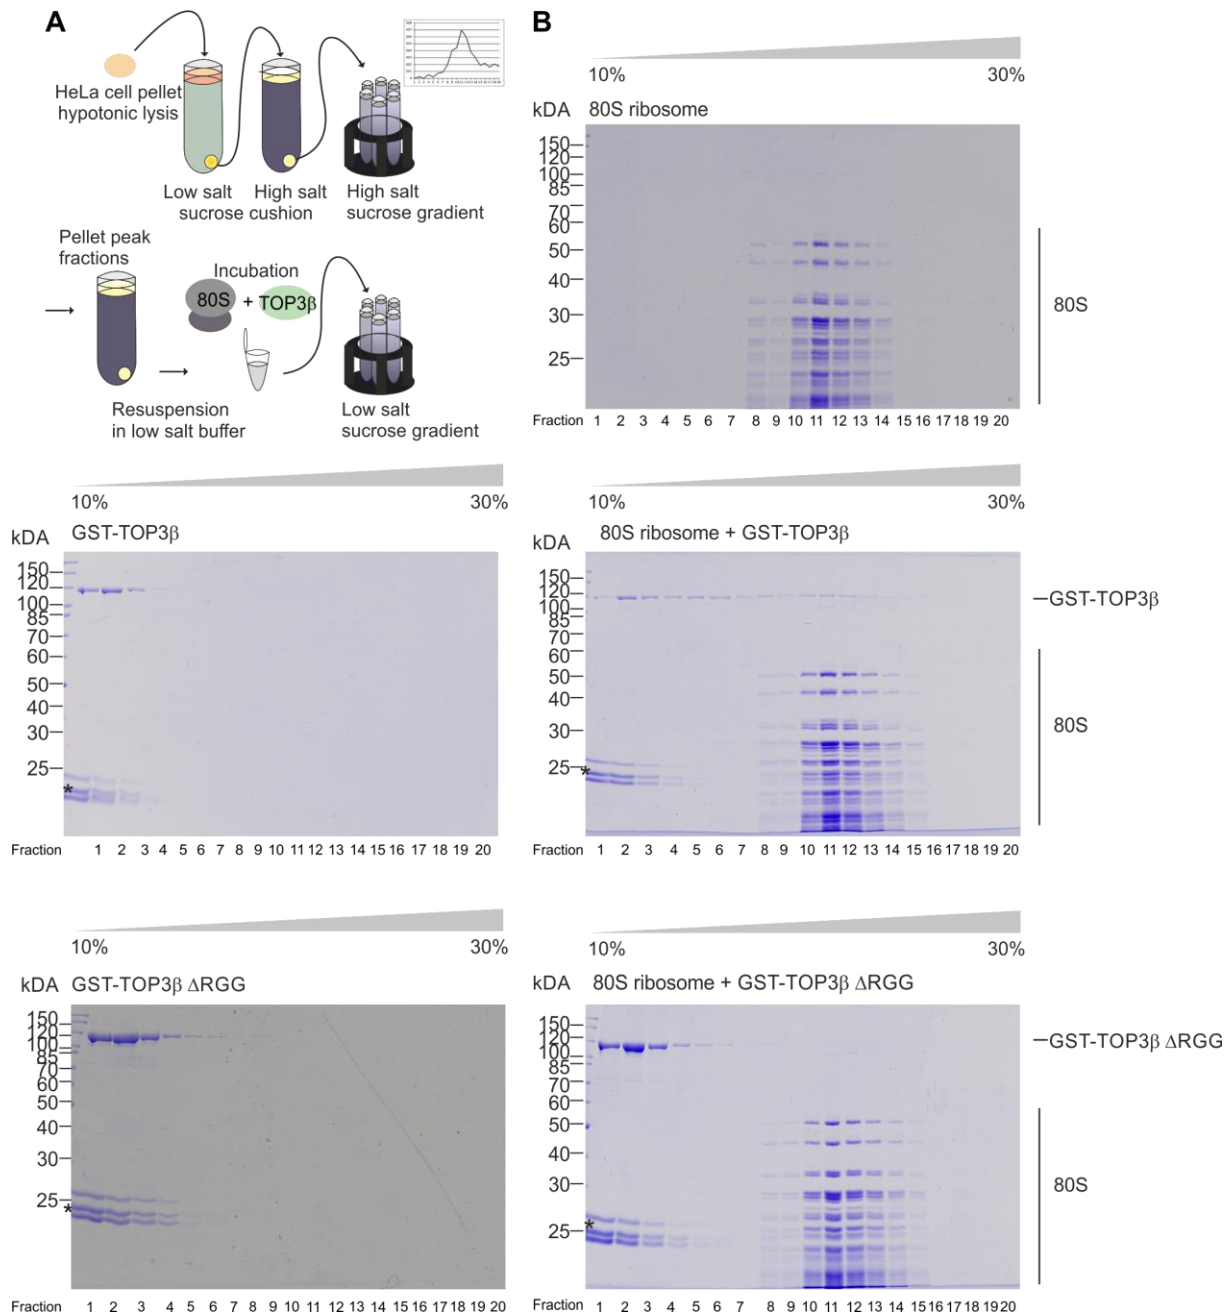 A
HeLa cell pellet
hypotonic lysis
Low salt
High salt
sucrose cushion
High salt
sucrose gradient
Pellet peak
fractions
Incubation
80S + TOP3β
Resuspension
in low salt buffer
Low salt
sucrose gradient
B
10% 30%
kDA 80S ribosome
150
120
100
85
70
60
50
40
30
25
80S
Fraction 1 2 3 4 5 6 7 8 9 10 11 12 13 14 15 16 17 18 19 20
10% 30%
kDA GST-TOP3β
150
120
100
85
70
60
50
40
30
25
*
Fraction 1 2 3 4 5 6 7 8 9 10 11 12 13 14 15 16 17 18 19 20
10% 30%
kDA 80S ribosome + GST-TOP3β
150
120
100
85
70
60
50
40
30
25
*
GST-TOP3β
80S
Fraction 1 2 3 4 5 6 7 8 9 10 11 12 13 14 15 16 17 18 19 20
10% 30%
kDA GST-TOP3β ΔRGG
150
120
100
85
70
60
50
40
30
25
*
Fraction 1 2 3 4 5 6 7 8 9 10 11 12 13 14 15 16 17 18 19 20
10% 30%
kDA 80S ribosome + GST-TOP3β ΔRGG
150
120
100
85
70
60
50
40
30
25
*
GST-TOP3β ΔRGG
80S
Fraction 1 2 3 4 5 6 7 8 9 10 11 12 13 14 15 16 17 18 19 20